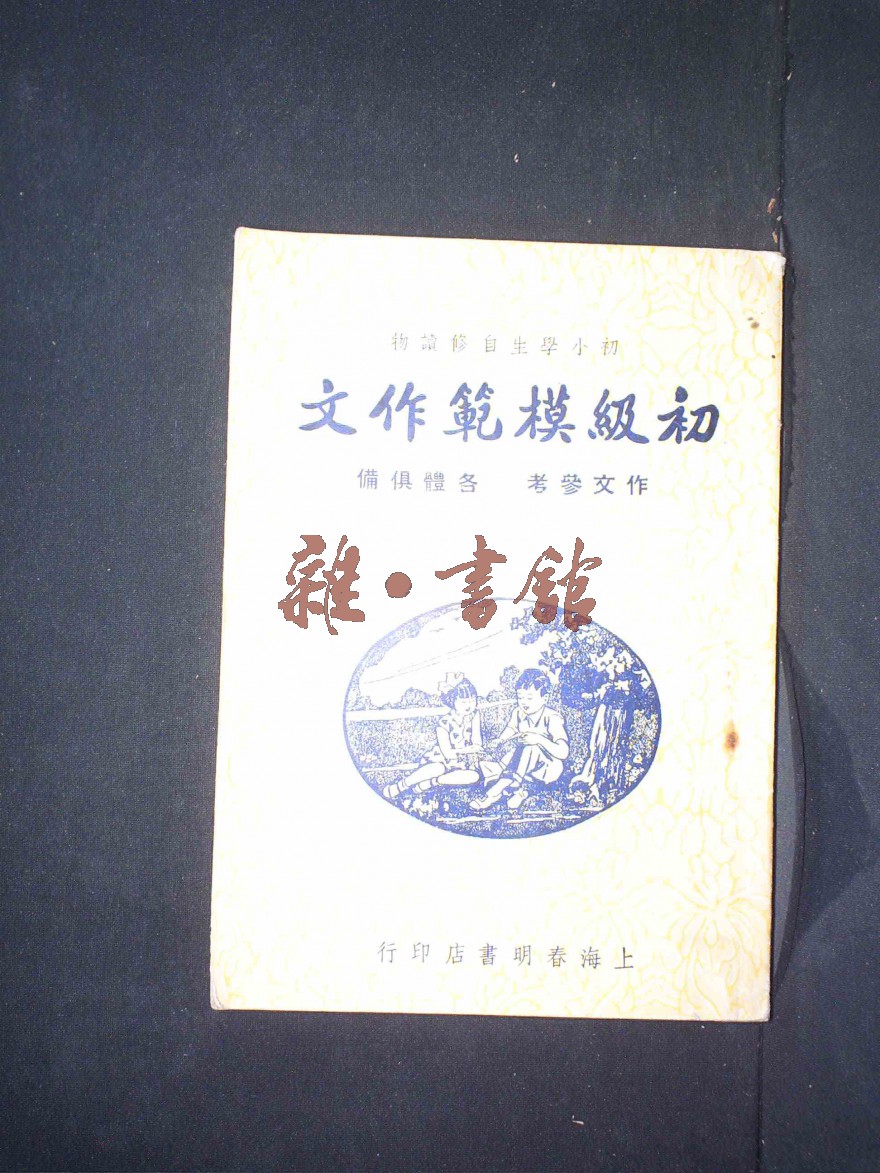 初小學生自修讀物
初級模範作文
作文參考 各體俱備
雜·書館
上海春明書店印行